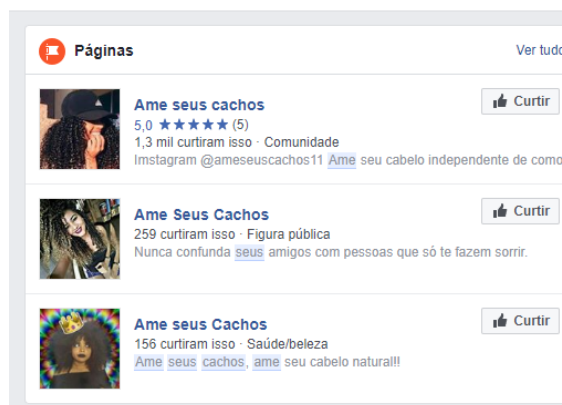 Páginas
Ver tudo
Ame seus cachos
Curtir
5,0 ★★★★★ (5)
1,3 mil curtiram isso · Comunidade
Imstagram @ameseuscachos11 Ame seu cabelo independente de como
Ame Seus Cachos
Curtir
259 curtiram isso · Figura pública
Nunca confunda seus amigos com pessoas que só te fazem sorrir.
Ame seus Cachos
Curtir
156 curtiram isso · Saúde/beleza
Ame seus cachos, ame seu cabelo natural!!